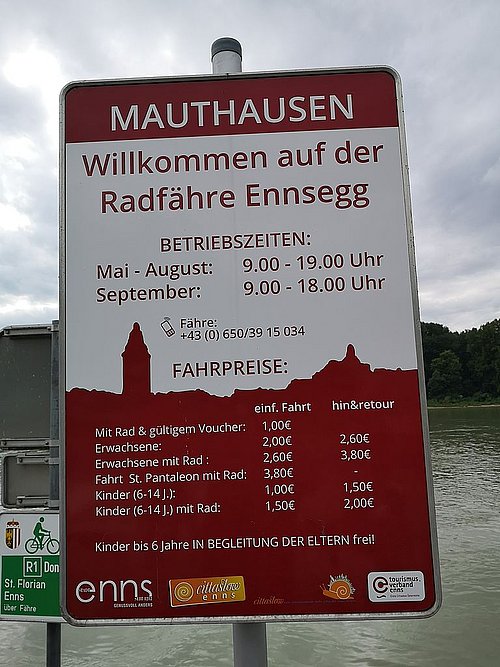 MAUTHAUSEN
Willkommen auf der
Radfähre Ennsegg
BETRIEBSZEITEN:
Mai - August: 9.00 - 19.00 Uhr
September: 9.00 - 18.00 Uhr
Fähre:
+43 (0) 650/39 15 034
FAHRPREISE:
einf. Fahrt hin&retour
Mit Rad & gültigem Voucher: 1,00€
Erwachsene: 2,00€ 2,60€
Erwachsene mit Rad : 2,60€ 3,80€
Fahrt St. Pantaleon mit Rad: 3,80€ -
Kinder (6-14 J.): 1,00€ 1,50€
Kinder (6-14 J.) mit Rad: 1,50€ 2,00€
Kinder bis 6 Jahre IN BEGLEITUNG DER ELTERN frei!
enns
GENUSSVOLL ANDERS
cittaslow
enns
cittaslow
tourismus
verband
enns
R1 Don
St. Florian
Enns
über Fähre